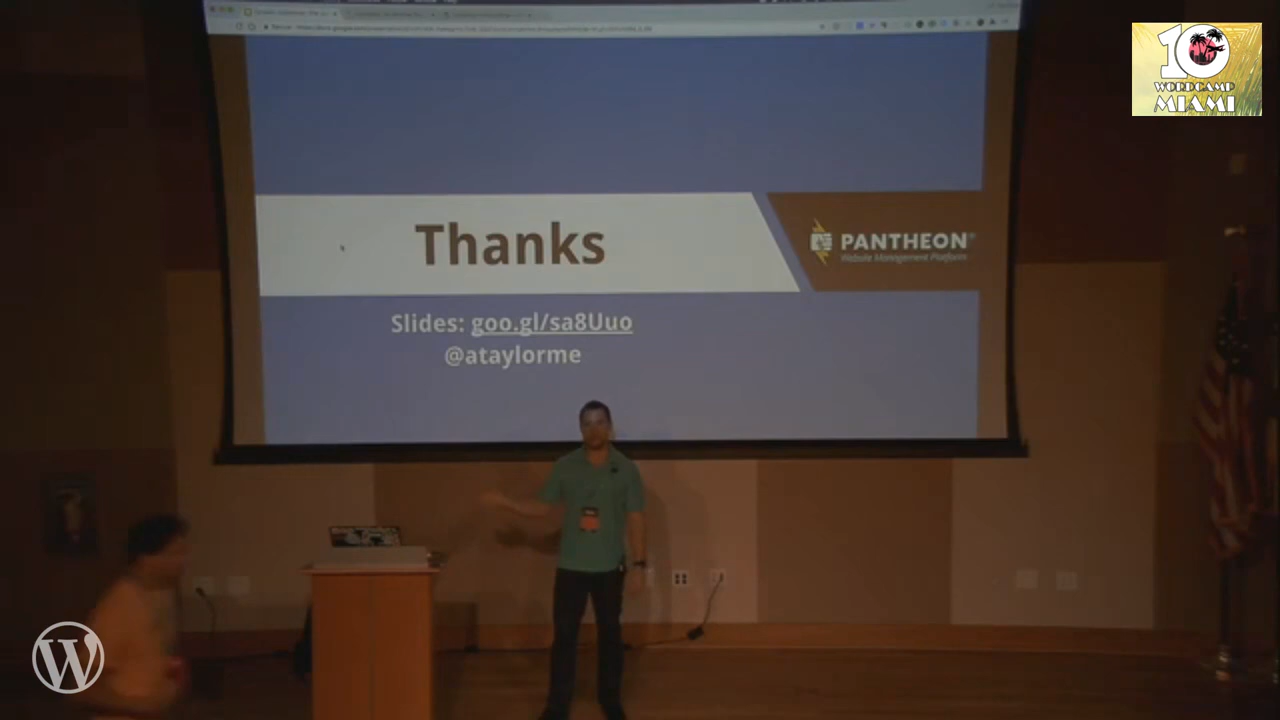 10
WORDCAMP
MIAMI
Thanks
PANTHEON®
Website Management Platform
Slides: goo.gl/sa8Uuo
@ataylorme